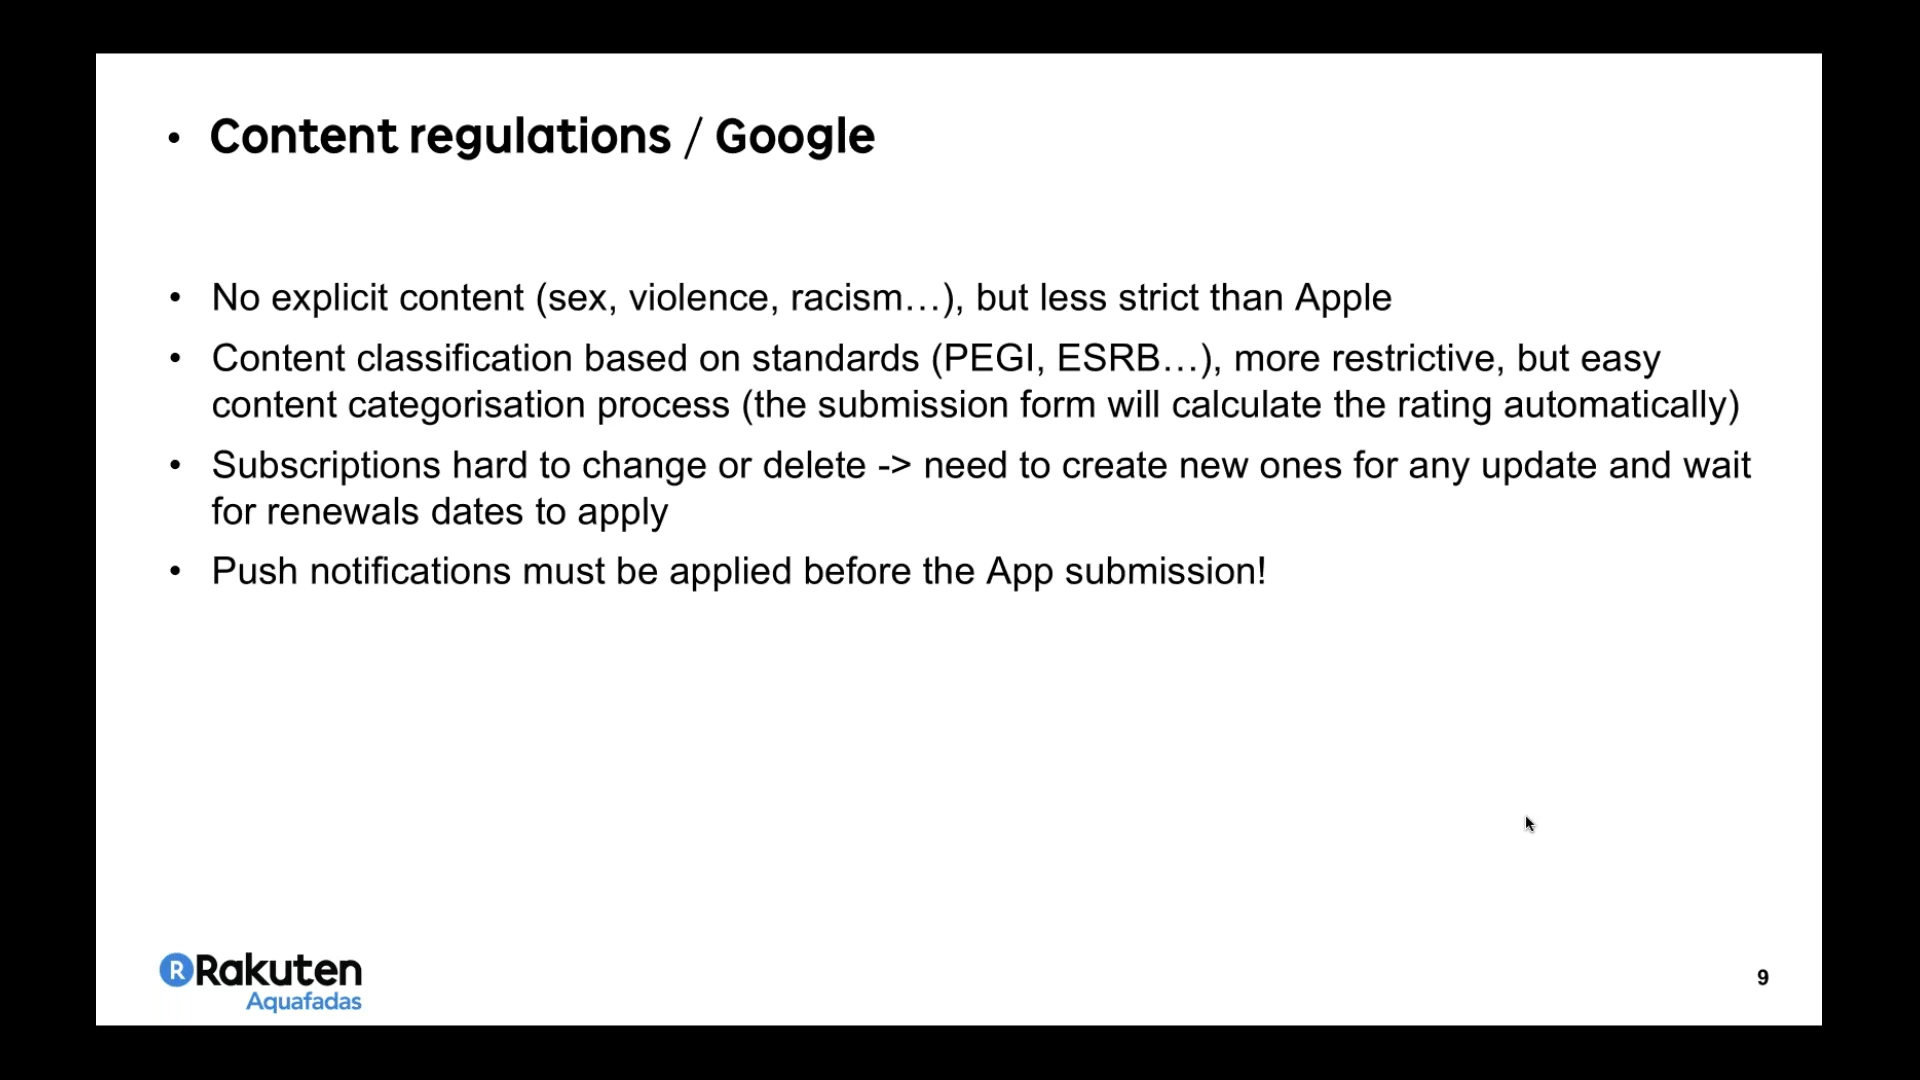 • Content regulations / Google
• No explicit content (sex, violence, racism…), but less strict than Apple
• Content classification based on standards (PEGI, ESRB…), more restrictive, but easy
content categorisation process (the submission form will calculate the rating automatically)
• Subscriptions hard to change or delete -> need to create new ones for any update and wait
for renewals dates to apply
• Push notifications must be applied before the App submission!
R Rakuten
Aquafadas
9